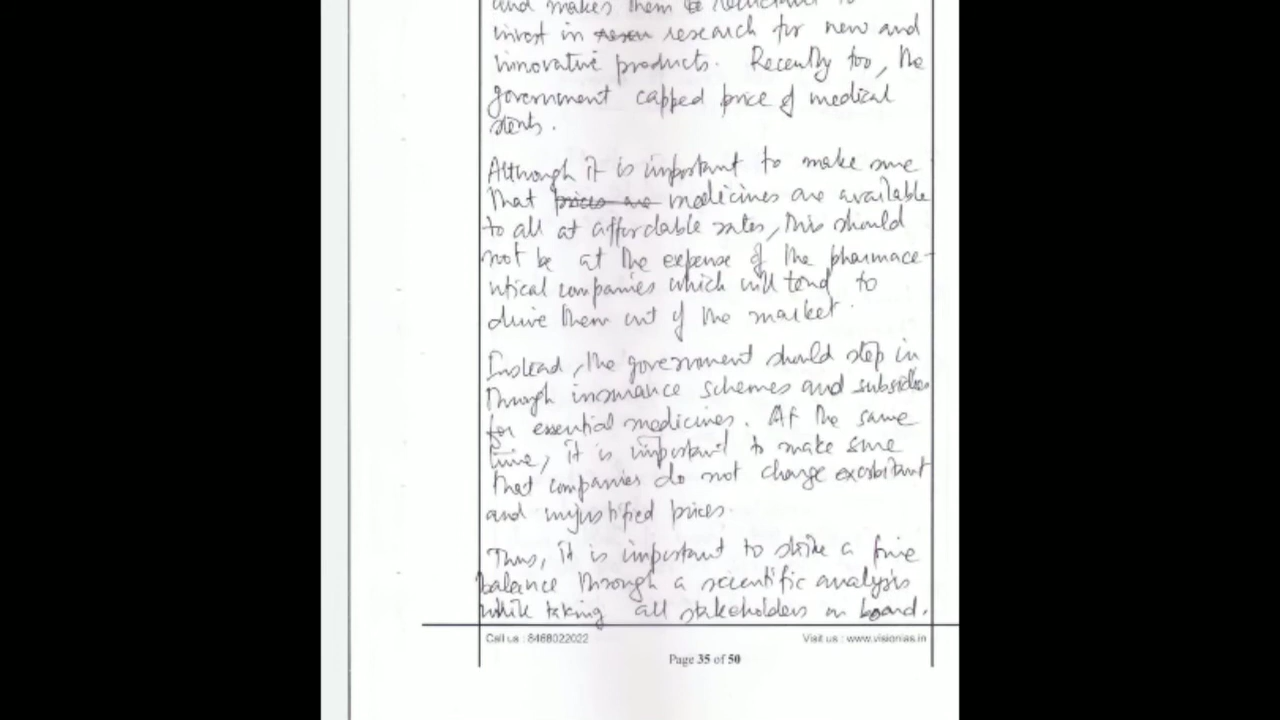 and makes them reluctant to
invest in research for new and
innovative products. Recently too, the
government capped price of medical
stents.
Although it is important to make sure
that prices are medicines are available
to all at affordable rates, this should
not be at the expense of the pharmace-
utical companies which will tend to
drive them out of the market.
Instead, the government should step in
through insurance schemes and subsidies
for essential medicines. At the same
time, it is important to make sure
that companies do not charge exorbitant
and unjustified prices.
Thus, it is important to strike a fine
balance through a scientific analysis
while taking all stakeholders on board.
Call us : 8468022022 Visit us : www.visionias.in
Page 35 of 50